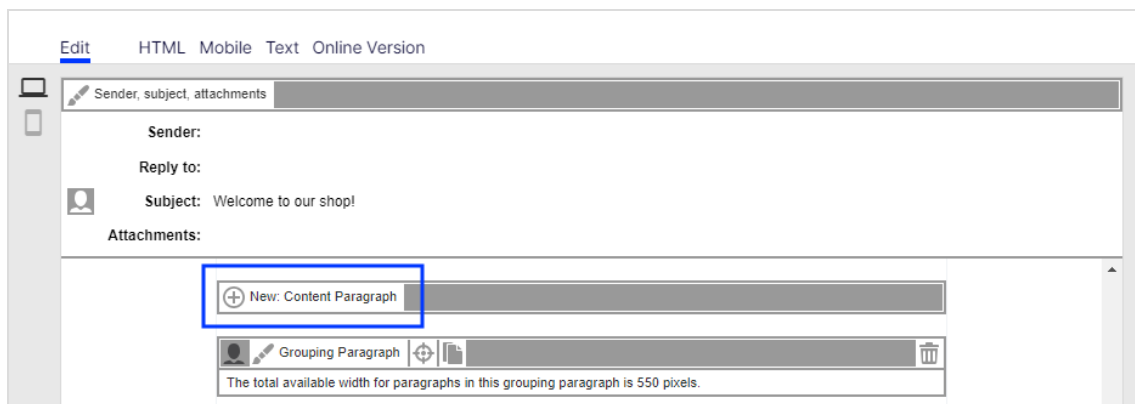 Edit HTML Mobile Text Online Version
Sender, subject, attachments
Sender:
Reply to:
Subject: Welcome to our shop!
Attachments:
New: Content Paragraph
Grouping Paragraph
The total available width for paragraphs in this grouping paragraph is 550 pixels.